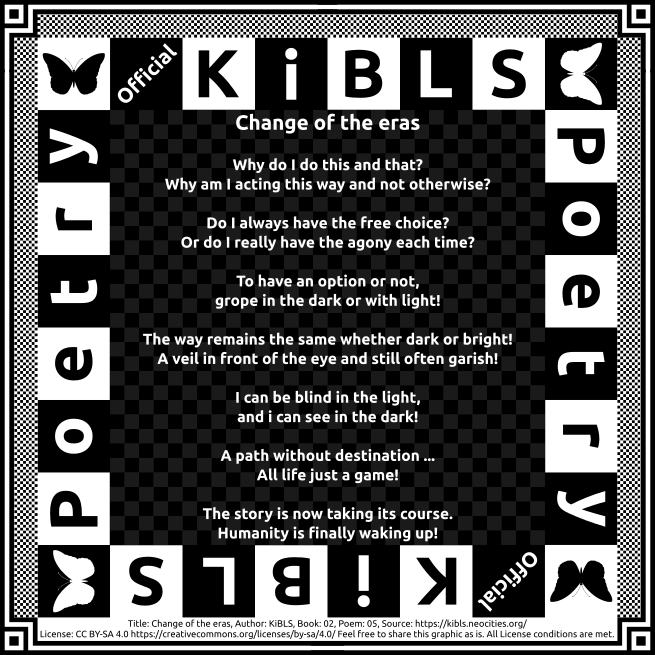 Official
KiBLS
Poetry
Poetry
Change of the eras
Why do I do this and that?
Why am I acting this way and not otherwise?
Do I always have the free choice?
Or do I really have the agony each time?
To have an option or not,
grope in the dark or with light!
The way remains the same whether dark or bright!
A veil in front of the eye and still often garish!
I can be blind in the light,
and i can see in the dark!
A path without destination ...
All life just a game!
The story is now taking its course.
Humanity is finally waking up!
Official
KiBLS
Title: Change of the eras, Author: KiBLS, Book: 02, Poem: 05, Source: https://kibls.neocities.org/
License: CC BY-SA 4.0 https://creativecommons.org/licenses/by-sa/4.0/ Feel free to share this graphic as is. All License conditions are met.